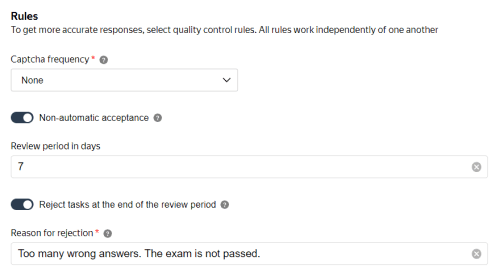 Rules
To get more accurate responses, select quality control rules. All rules work independently of one another
Captcha frequency * ?
None
Non-automatic acceptance ?
Review period in days
7
Reject tasks at the end of the review period ?
Reason for rejection * ?
Too many wrong answers. The exam is not passed.